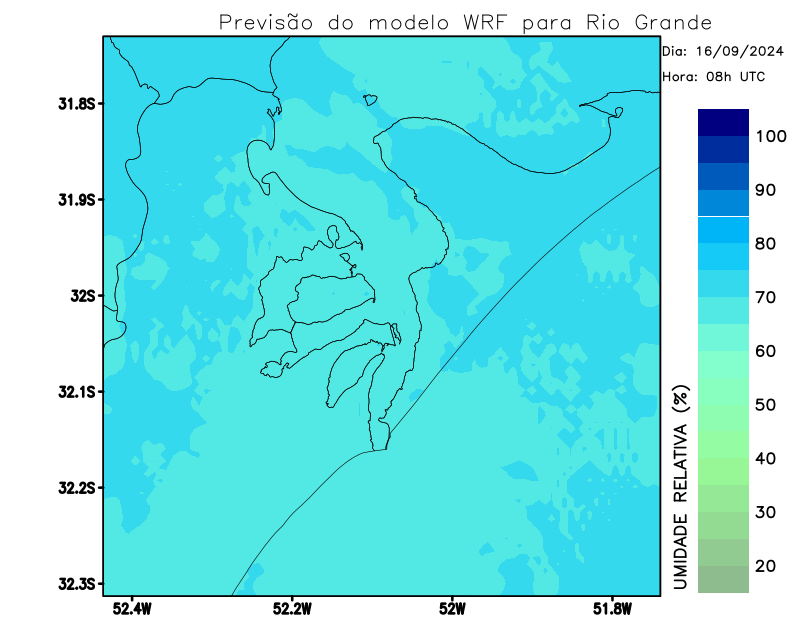 Previsão do modelo WRF para Rio Grande
Dia: 16/09/2024
Hora: 08h UTC
31.8S
31.9S
32S
32.1S
32.2S
32.3S
52.4W
52.2W
52W
51.8W
100
90
80
70
60
50
40
30
20
UMIDADE RELATIVA (%)